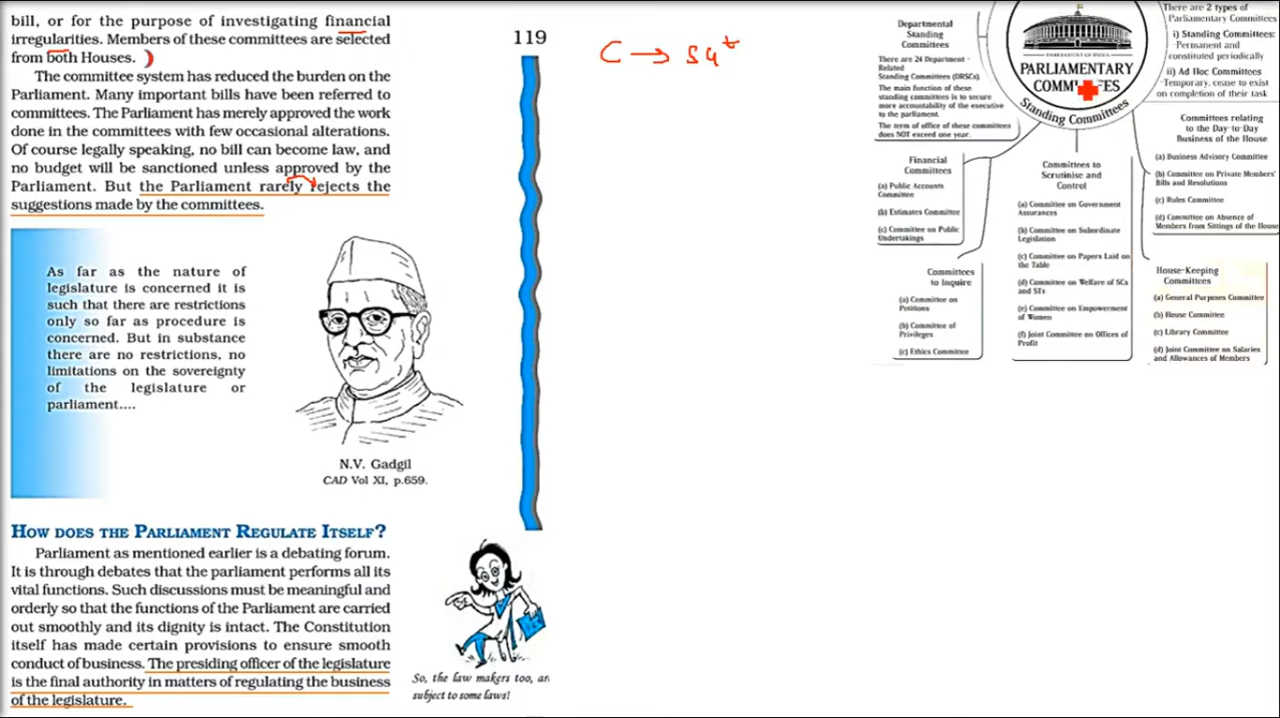 bill, or for the purpose of investigating financial
irregularities. Members of these committees are selected
from both Houses.
The committee system has reduced the burden on the
Parliament. Many important bills have been referred to
committees. The Parliament has merely approved the work
done in the committees with few occasional alterations.
Of course legally speaking, no bill can become law, and
no budget will be sanctioned unless approved by the
Parliament. But the Parliament rarely rejects the
suggestions made by the committees.
As far as the nature of
legislature is concerned it is
such that there are restrictions
only so far as procedure is
concerned. But in substance
there are no restrictions, no
limitations on the sovereignty
of the legislature or
parliament....
N.V. Gadgil
CAD Vol XI, p.659.
HOW DOES THE PARLIAMENT REGULATE ITSELF?
Parliament as mentioned earlier is a debating forum.
It is through debates that the parliament performs all its
vital functions. Such discussions must be meaningful and
orderly so that the functions of the Parliament are carried
out smoothly and its dignity is intact. The Constitution
itself has made certain provisions to ensure smooth
conduct of business. The presiding officer of the legislature
is the final authority in matters of regulating the business
of the legislature.
119
So, the law makers too, ar
subject to some laws!
C →
Departmental
Standing
Committees
There are 24 Department -
Related
Standing Committees (DRSCs)
The main function of these
standing committees is to secure
more accountability of the executive
to the parliament.
The term of office of these committees
does NOT exceed one year.
PARLIAMENTARY
Standing Committees
There are 2 types of
Parliamentary Committees
i) Standing Committees:
-Permanent and
constituted periodically
ii) Ad Hoc Committees
-Temporary, cease to exist
on completion of their task
Committees relating
to the Day-to-Day
Business of the House
(a) Business Advisory Committee
(b) Committee on Private Members'
Bills and Resolutions
(c) Rules Committee
(d) Committee on Absence of
Members from Sittings of the House
Financial
Committees
(a) Public Accounts
Committee
(b) Estimates Committee
(c) Committee on Public
Undertakings
Committees to
Scrutinise and
Control
(a) Committee on Government
Assurances
(b) Committee on Subordinate
Legislation
(c) Committee on Papers Laid on
the Table
(d) Committee on Welfare of SCs
and STs
(e) Committee on Empowerment
of Women
(f) Joint Committee on Offices of
Profit
Committees
to Inquire
(a) Committee on
Petitions
(b) Committee of
Privileges
(c) Ethics Committee
House-Keeping
Committees
(a) General Purposes Committee
(b) House Committee
(c) Library Committee
(d) Joint Committee on Salaries
and Allowances of Members